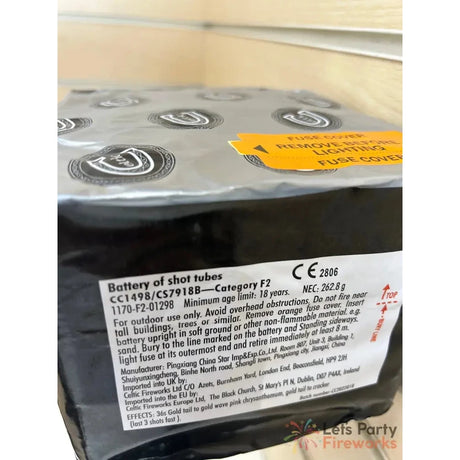 FUSE COVER
REMOVE BEFORE
LIGHTING
FUSE COVER
Battery of shot tubes
CC1498/CS7918B—Category F2
CE 2806
1170-F2-01298 Minimum age limit: 18 years. NEC: 262.8 g
For outdoor use only. Avoid overhead obstructions. Do not fire near
tall buildings, trees or similar. Remove orange fuse cover. Insert
battery upright in soft ground or other non-flammable material. e.g.
sand. Bury to the line marked on the battery and Standing sideways,
light fuse at its outermost end and retire immediately at least 8 m.
Manufacturer: Pingxiang China Star Imp&Exp Co.Ltd. Room 807, Unit 3, Building 1,
Shuiyuxingcheng, Binhe North road, Shangli town, Pingxiang city, Jiangxi, China
Imported into UK by:
Celtic Fireworks Ltd C/O Azets, Burnham Yard, London End, Beaconsfield, HP9 2JH
Imported into EU by:
Celtic Fireworks Europe Ltd, The Black Church, St Mary's Pl N, Dublin, D07 P4AX, Ireland
EFFECTS: 36s Gold tail to gold wave pink chrysanthemum, gold tail to cracker
(last 3 shots fast).
TOP
BURY LINE
Lets Party
Fireworks